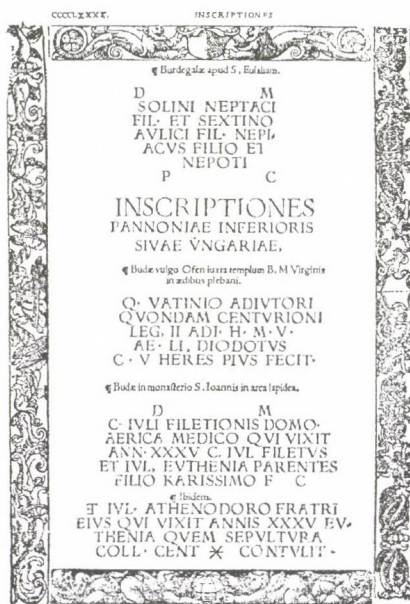 CCCCLXXXX. INSCRIPTIONES
¶ Burdegalæ apud S. Eulaliam.
D M
SOLINI NEPTACI
FIL· ET SEXTINO
AVLICI FIL· NEPI·
ACVS FILIO ET
NEPOTI
P C
INSCRIPTIONES
PANNONIAE INFERIORIS
SIVAE VNGARIAE,
¶ Budæ vulgo Ofen iuxta templum B. M Virginis
in ædibus plebani.
Q· VATINIO ADIVTORI
QVONDAM CENTVRIONI
LEG, II ADI· H· M· V·
AE· LI, DIODOTVS
C· V HERES PIVS FECIT·
¶ Budæ in monasterio S. Ioannis in area lapidea.
D M
C· IVLI FILETIONIS DOMO·
AERICA MEDICO QVI VIXIT
ANN· XXXV C. IVL FILETVS
ET IVL, EVTHENIA PARENTES
FILIO KARISSIMO F C
¶ Ibidem.
ET IVL· ATHENODORO FRATRI
EIVS QVI VIXIT ANNIS XXXV EV·
THENIA QVEM SEPVLTVRA
COLL· CENT ⚹ CONTVLIT·